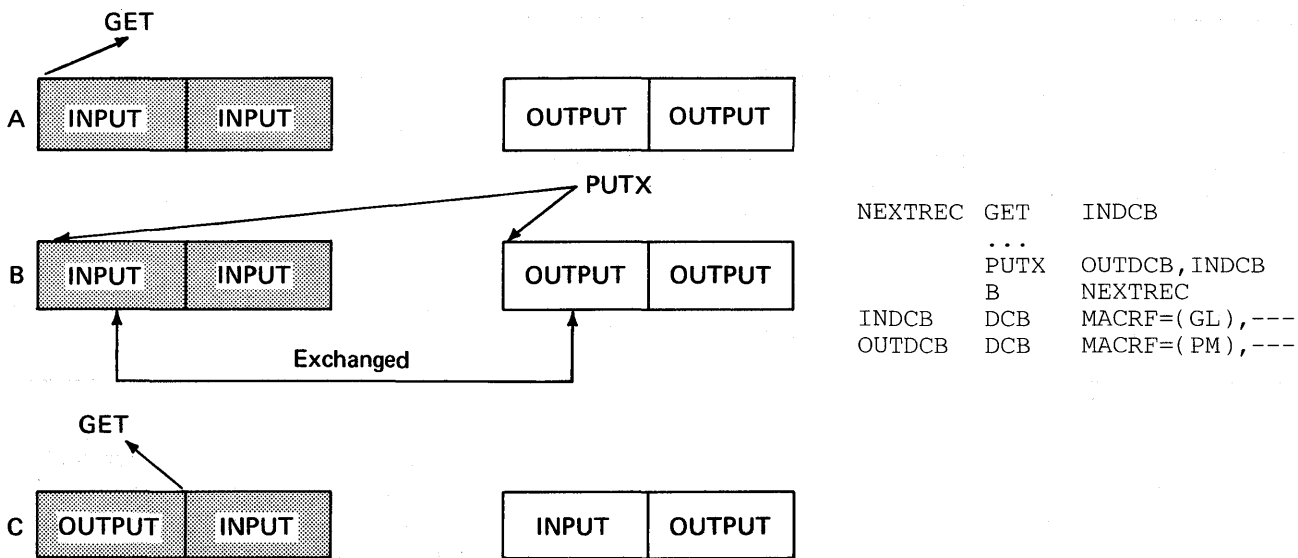 GET
A INPUT INPUT OUTPUT OUTPUT
PUTX
B INPUT INPUT OUTPUT OUTPUT
Exchanged
GET
C OUTPUT INPUT INPUT OUTPUT
NEXTREC GET INDCB
...
PUTX OUTDCB,INDCB
B NEXTREC
INDCB DCB MACRF=(GL),---
OUTDCB DCB MACRF=(PM),---